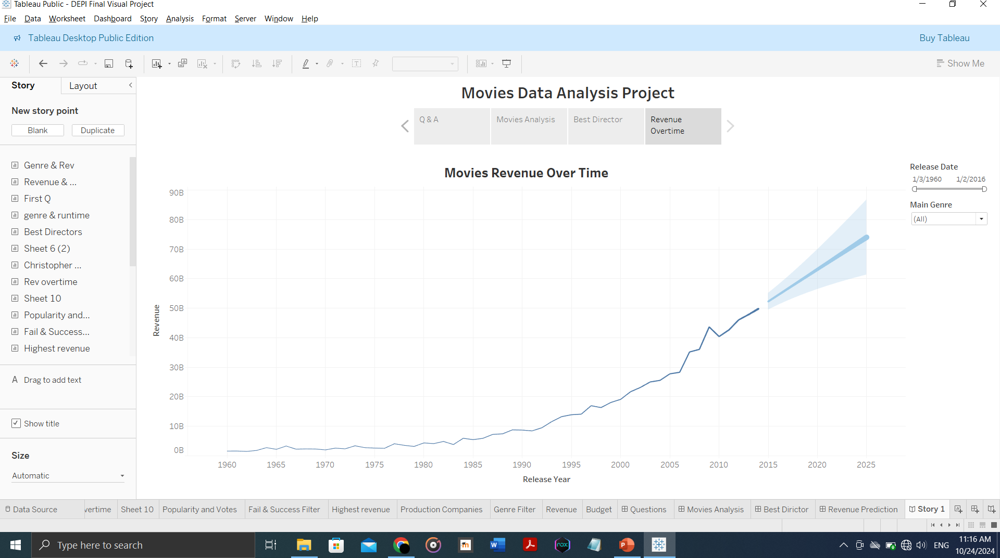 Tableau Public - DEPI Final Visual Project
File Data Worksheet Dashboard Story Analysis Format Server Window Help
Tableau Desktop Public Edition
Buy Tableau
Show Me
Story
Layout
New story point
Blank
Duplicate
Genre & Rev
Revenue & ...
First Q
genre & runtime
Best Directors
Sheet 6 (2)
Christopher ...
Rev overtime
Sheet 10
Popularity and...
Fail & Success...
Highest revenue
A Drag to add text
Show title
Size
Automatic
Movies Data Analysis Project
Q & A
Movies Analysis
Best Director
Revenue
Overtime
Movies Revenue Over Time
90B
80B
70B
60B
50B
40B
30B
20B
10B
0B
Revenue
1960 1965 1970 1975 1980 1985 1990 1995 2000 2005 2010 2015 2020 2025
Release Year
Release Date
1/3/1960 1/2/2016
Main Genre
(All)
Data Source vertime Sheet 10 Popularity and Votes Fail & Success Filter Highest revenue Production Companies Genre Filter Revenue Budget Questions Movies Analysis Best Dirictor Revenue Prediction Story 1
Type here to search
m
W
nox
P
ENG
11:16 AM
10/24/2024